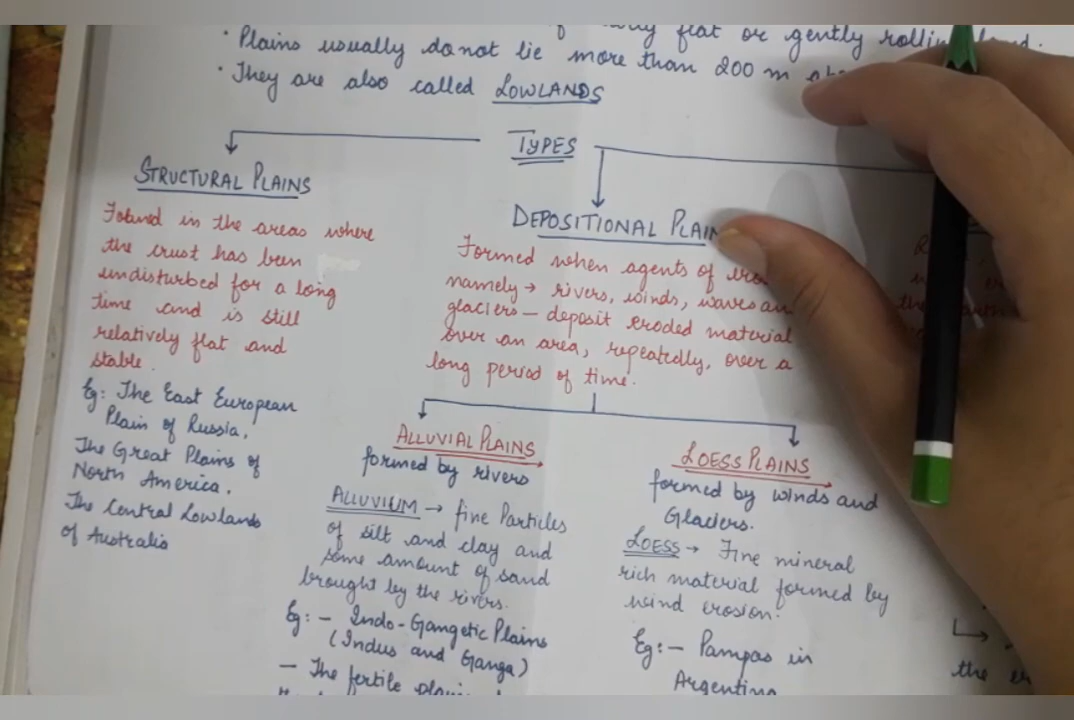 flat or gently rolling
• Plains usually do not lie more than 200 m
• They are also called LOWLANDS
TYPES
STRUCTURAL PLAINS
Found in the areas where
the crust has been
undisturbed for a long
time and is still
relatively flat and
stable.
Eg: The East European
Plain of Russia,
The Great Plains of
North America,
The Central Lowlands
of Australia
DEPOSITIONAL PLAIN
Formed when agents of
namely → rivers, winds, waves
glaciers – deposit eroded material
over an area, repeatedly, over a
long period of time.
ALLUVIAL PLAINS
formed by rivers
ALLUVIUM → fine Particles
of silt and clay and
some amount of sand
brought by the rivers.
Eg: – Indo-Gangetic Plains
(Indus and Ganga)
– The fertile
LOESS PLAINS
formed by winds and
Glaciers.
LOESS → Fine mineral
rich material formed by
wind erosion.
Eg:– Pampas in
Argentina
the